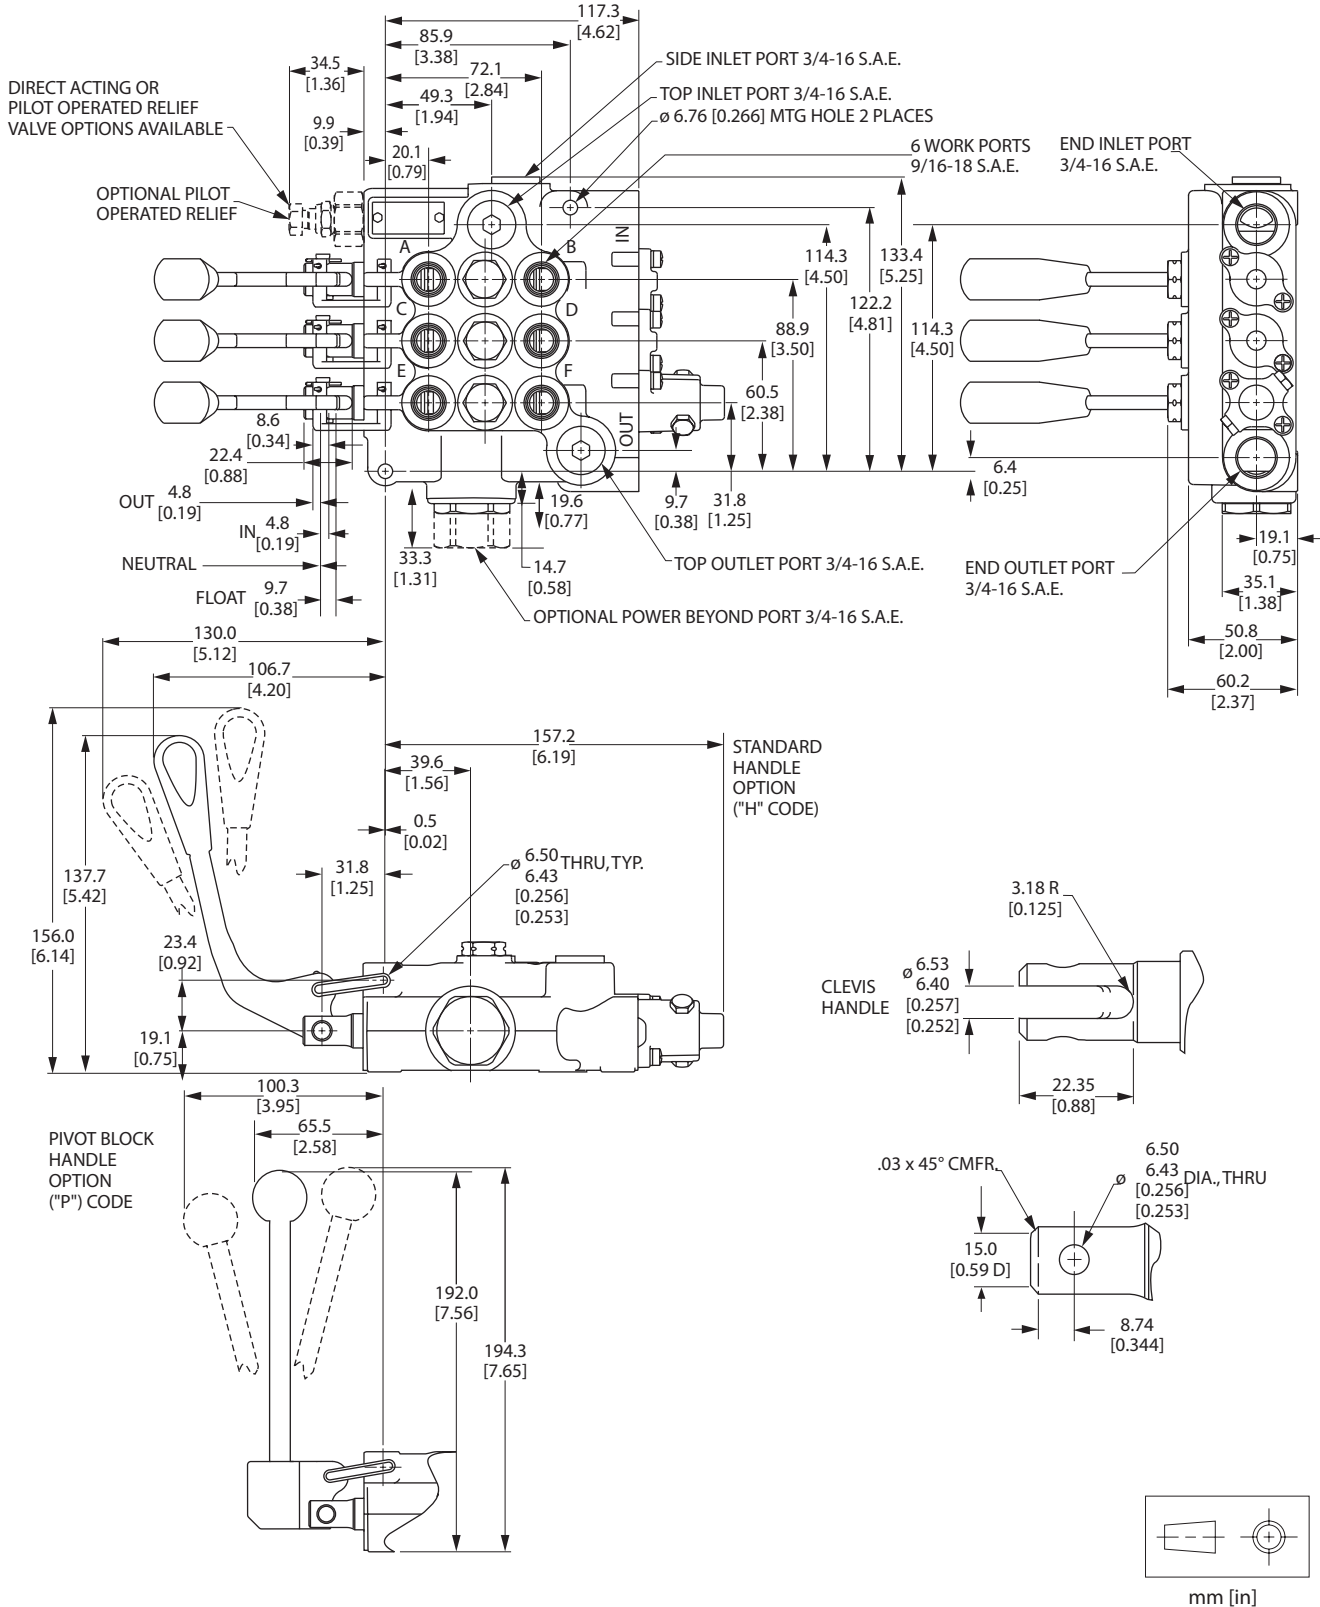 117.3
[4.62]
85.9
[3.38]
34.5
[1.36]
72.1
[2.84]
49.3
[1.94]
9.9
[0.39]
20.1
[0.79]
DIRECT ACTING OR
PILOT OPERATED RELIEF
VALVE OPTIONS AVAILABLE
OPTIONAL PILOT
OPERATED RELIEF
SIDE INLET PORT 3/4-16 S.A.E.
TOP INLET PORT 3/4-16 S.A.E.
ø 6.76 [0.266] MTG HOLE 2 PLACES
6 WORK PORTS
9/16-18 S.A.E.
END INLET PORT
3/4-16 S.A.E.
A
B
C
D
E
F
IN
OUT
114.3
[4.50]
133.4
[5.25]
122.2
[4.81]
88.9
[3.50]
114.3
[4.50]
60.5
[2.38]
8.6
[0.34]
22.4
[0.88]
OUT 4.8
[0.19]
IN 4.8
[0.19]
NEUTRAL
FLOAT 9.7
[0.38]
33.3
[1.31]
19.6
[0.77]
14.7
[0.58]
9.7
[0.38]
31.8
[1.25]
6.4
[0.25]
TOP OUTLET PORT 3/4-16 S.A.E.
OPTIONAL POWER BEYOND PORT 3/4-16 S.A.E.
END OUTLET PORT
3/4-16 S.A.E.
19.1
[0.75]
35.1
[1.38]
50.8
[2.00]
60.2
[2.37]
130.0
[5.12]
106.7
[4.20]
157.2
[6.19]
39.6
[1.56]
0.5
[0.02]
STANDARD
HANDLE
OPTION
("H" CODE)
31.8
[1.25]
ø 6.50 THRU, TYP.
6.43
[0.256]
[0.253]
137.7
[5.42]
156.0
[6.14]
23.4
[0.92]
19.1
[0.75]
3.18 R
[0.125]
CLEVIS
HANDLE
ø 6.53
6.40
[0.257]
[0.252]
22.35
[0.88]
100.3
[3.95]
65.5
[2.58]
PIVOT BLOCK
HANDLE
OPTION
("P") CODE
192.0
[7.56]
194.3
[7.65]
.03 x 45° CMFR.
ø 6.50
6.43
[0.256]
[0.253]
DIA., THRU
15.0
[0.59 D]
8.74
[0.344]
mm [in]